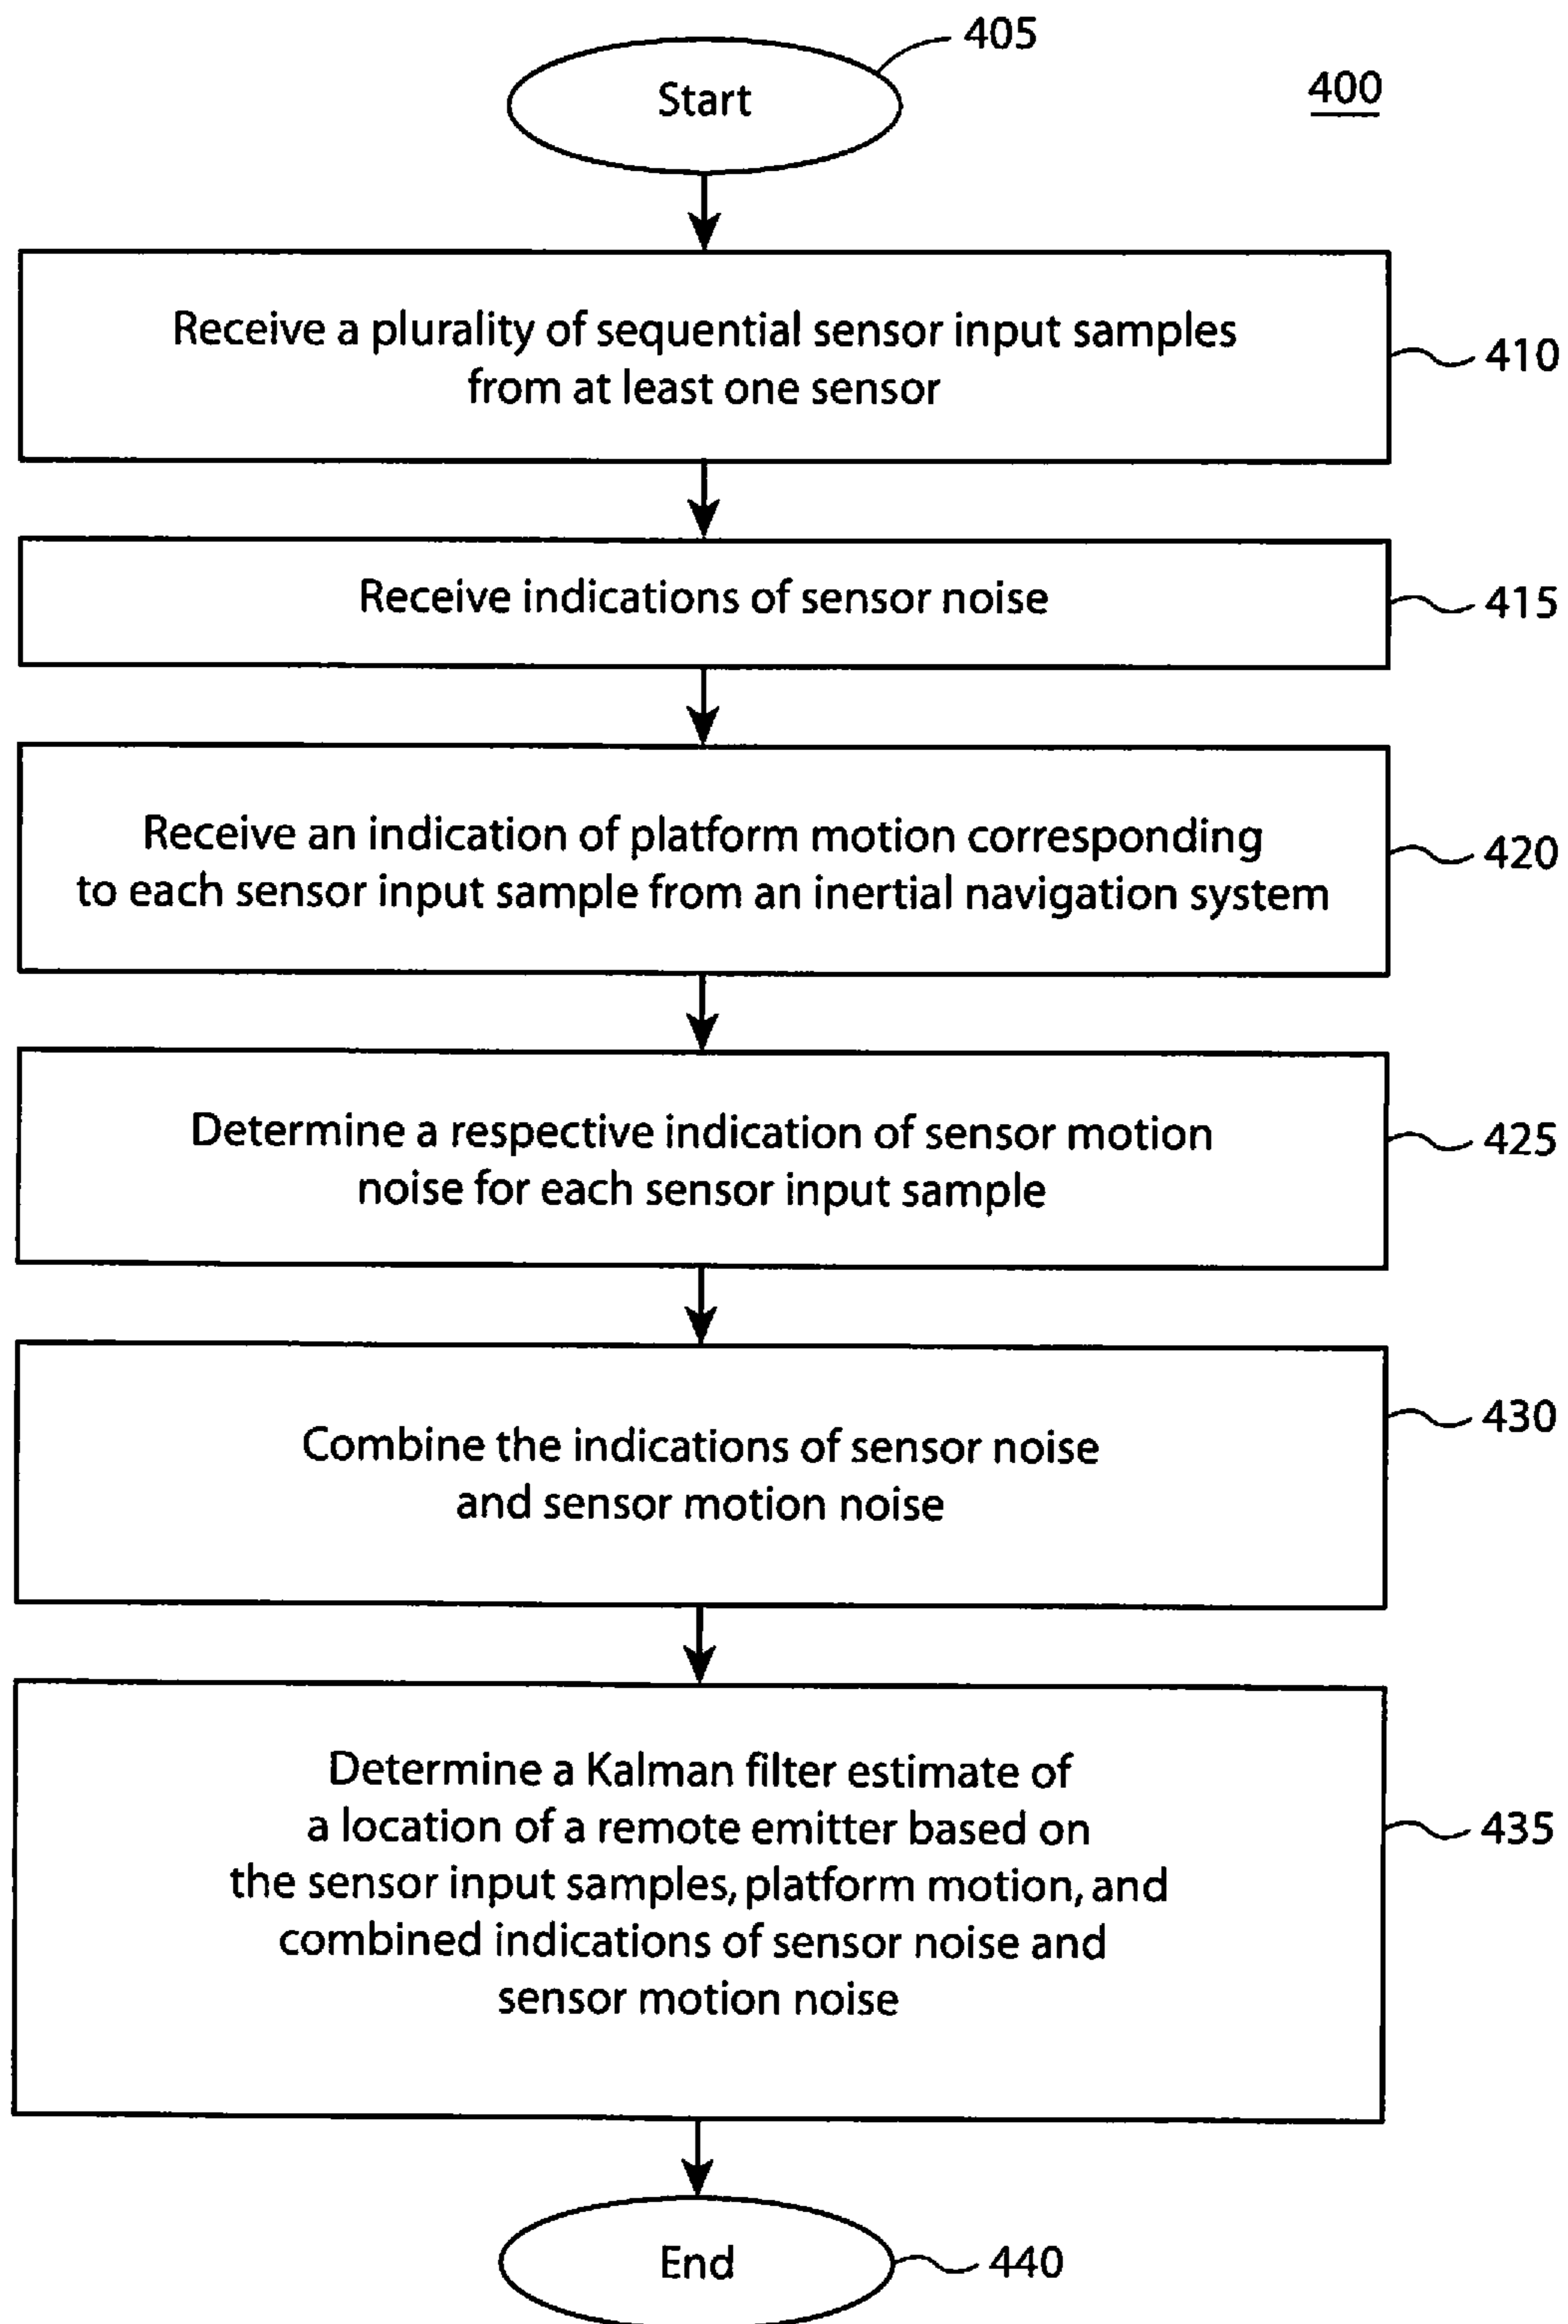 405
Start
400
Receive a plurality of sequential sensor input samples
from at least one sensor
410
Receive indications of sensor noise
415
Receive an indication of platform motion corresponding
to each sensor input sample from an inertial navigation system
420
Determine a respective indication of sensor motion
noise for each sensor input sample
425
Combine the indications of sensor noise
and sensor motion noise
430
Determine a Kalman filter estimate of
a location of a remote emitter based on
the sensor input samples, platform motion, and
combined indications of sensor noise and
sensor motion noise
435
End
440